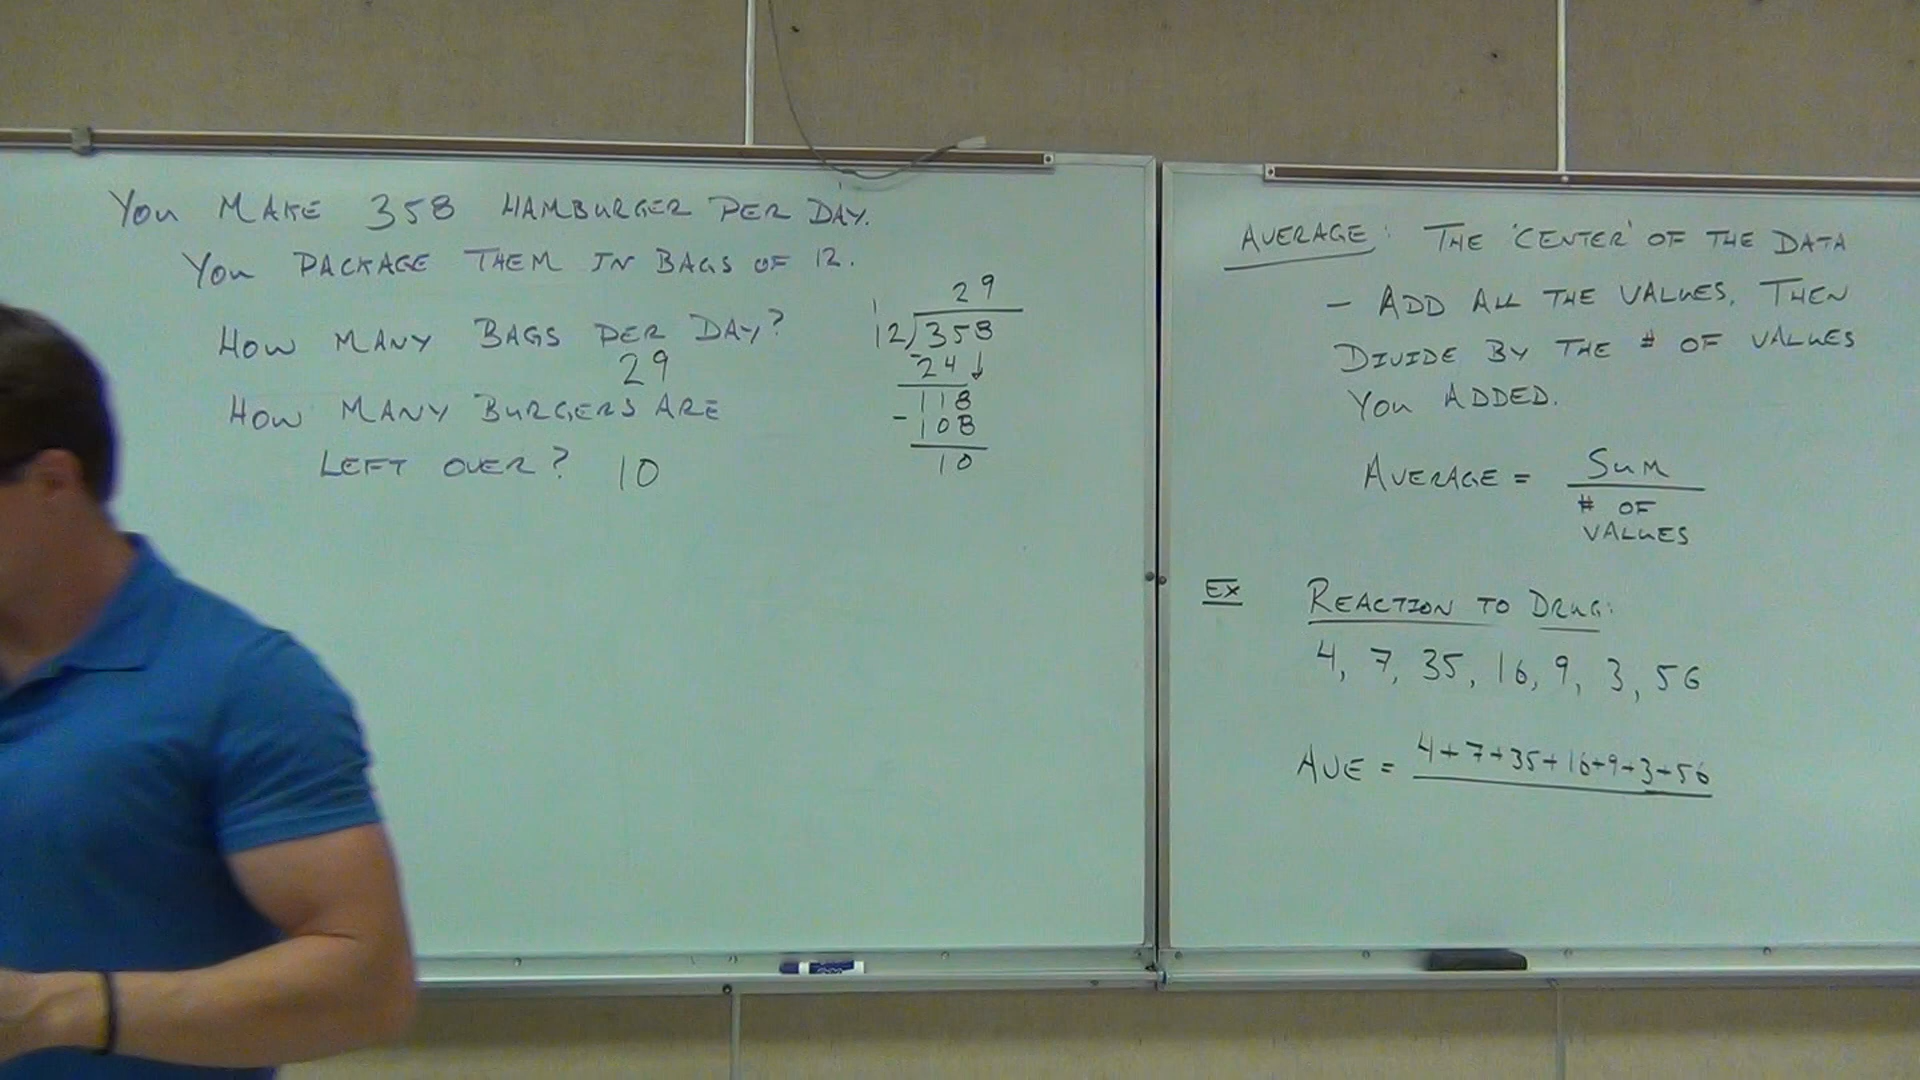 YOU MAKE 358 HAMBURGER PER DAY.
YOU PACKAGE THEM IN BAGS OF 12.
HOW MANY BAGS PER DAY?
29
HOW MANY BURGERS ARE
LEFT OVER? 10
29
1
12)358
-24↓
118
-108
10
AVERAGE: THE 'CENTER' OF THE DATA
- ADD ALL THE VALUES, THEN
DIVIDE BY THE # OF VALUES
YOU ADDED.
AVERAGE = SUM
# OF
VALUES
EX REACTION TO DRUG:
4, 7, 35, 16, 9, 3, 56
AVE = 4+7+35+16+9+3+56